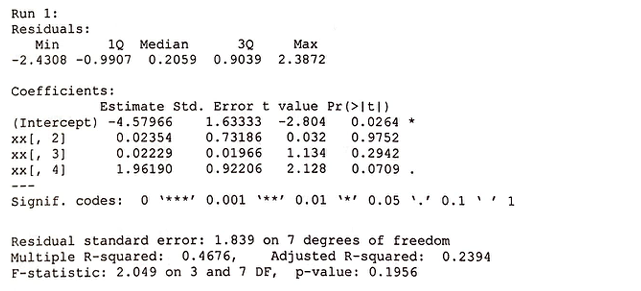 Run 1:
Residuals:
Min 1Q Median 3Q Max
-2.4308 -0.9907 0.2059 0.9039 2.3872
Coefficients:
Estimate Std. Error t value Pr(>|t|)
(Intercept) -4.57966 1.63333 -2.804 0.0264 *
xx[, 2] 0.02354 0.73186 0.032 0.9752
xx[, 3] 0.02229 0.01966 1.134 0.2942
xx[, 4] 1.96190 0.92206 2.128 0.0709 .
---
Signif. codes: 0 '***' 0.001 '**' 0.01 '*' 0.05 '.' 0.1 ' ' 1
Residual standard error: 1.839 on 7 degrees of freedom
Multiple R-squared: 0.4676, Adjusted R-squared: 0.2394
F-statistic: 2.049 on 3 and 7 DF, p-value: 0.1956